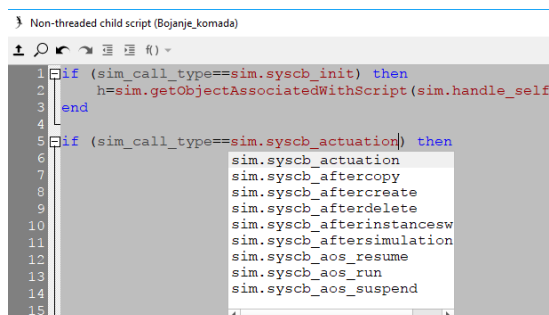 Non-threaded child script (Bojanje_komada)
f()
1 if (sim_call_type==sim.syscb_init) then
2 h=sim.getObjectAssociatedWithScript(sim.handle_self
3 end
4
5 if (sim_call_type==sim.syscb_actuation) then
6 sim.syscb_actuation
7 sim.syscb_aftercopy
8 sim.syscb_aftercreate
9 sim.syscb_afterdelete
10 sim.syscb_afterinstancesw
11 sim.syscb_aftersimulation
12 sim.syscb_aos_resume
13 sim.syscb_aos_run
14 sim.syscb_aos_suspend
15